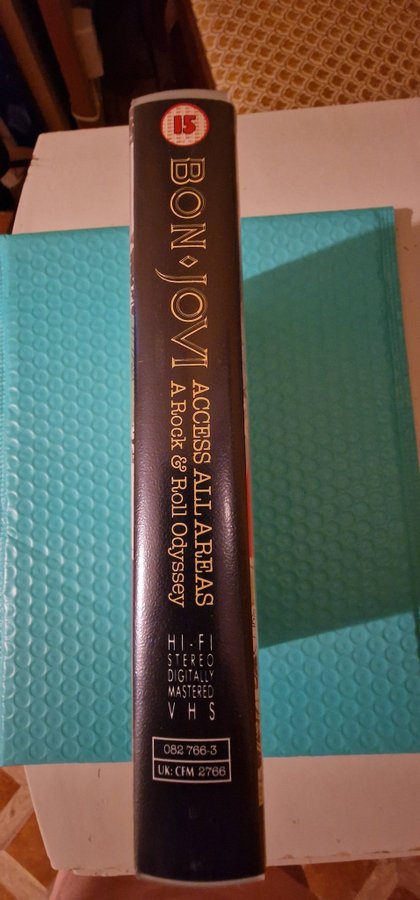 15
BON◇JOVI
ACCESS ALL AREAS
A Rock & Roll Odyssey
HI-FI
STEREO
DIGITALLY
MASTERED
VHS
082 766-3
UK: CFM 2766